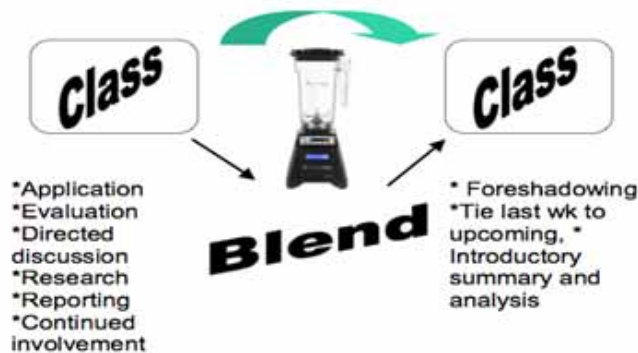 Class
Class
Blend
*Application
*Evaluation
*Directed
discussion
*Research
*Reporting
*Continued
involvement
* Foreshadowing
*Tie last wk to
upcoming, *
Introductory
summary and
analysis